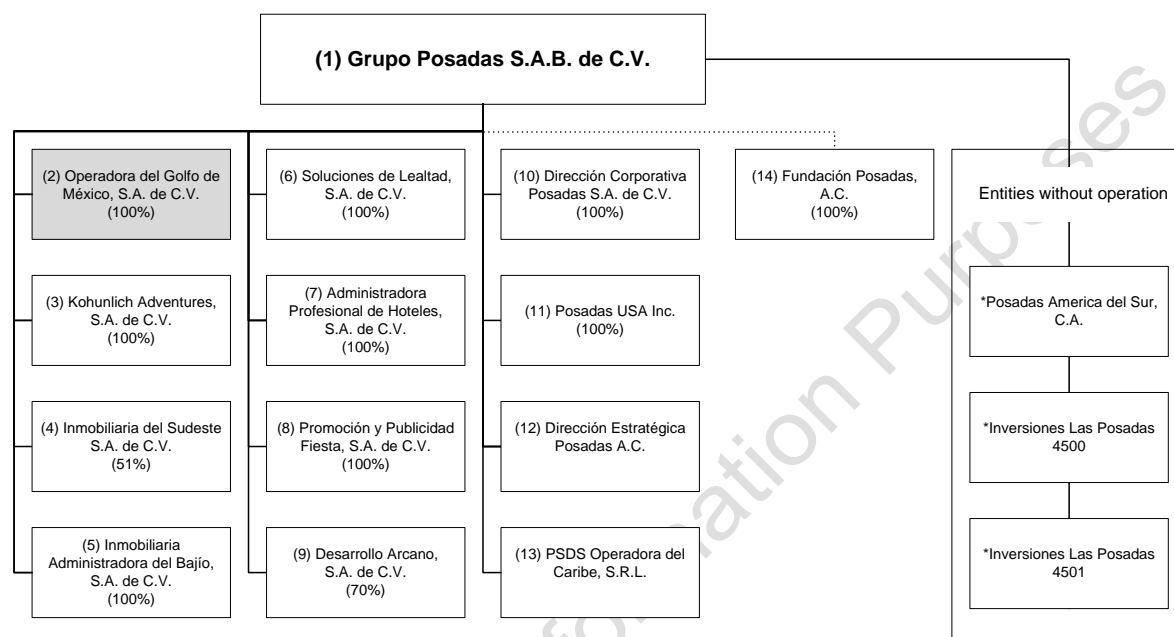 (1) Grupo Posadas S.A.B. de C.V.
(2) Operadora del Golfo de
México, S.A. de C.V.
(100%)
(3) Kohunlich Adventures,
S.A. de C.V.
(100%)
(4) Inmobiliaria del Sudeste
S.A. de C.V.
(51%)
(5) Inmobiliaria
Administradora del Bajío,
S.A. de C.V.
(100%)
(6) Soluciones de Lealtad,
S.A. de C.V.
(100%)
(7) Administradora
Profesional de Hoteles,
S.A. de C.V.
(100%)
(8) Promoción y Publicidad
Fiesta, S.A. de C.V.
(100%)
(9) Desarrollo Arcano,
S.A. de C.V.
(70%)
(10) Dirección Corporativa
Posadas S.A. de C.V.
(100%)
(11) Posadas USA Inc.
(100%)
(12) Dirección Estratégica
Posadas A.C.
(13) PSDS Operadora del
Caribe, S.R.L.
(14) Fundación Posadas,
A.C.
(100%)
Entities without operation
*Posadas America del Sur,
C.A.
*Inversiones Las Posadas
4500
*Inversiones Las Posadas
4501